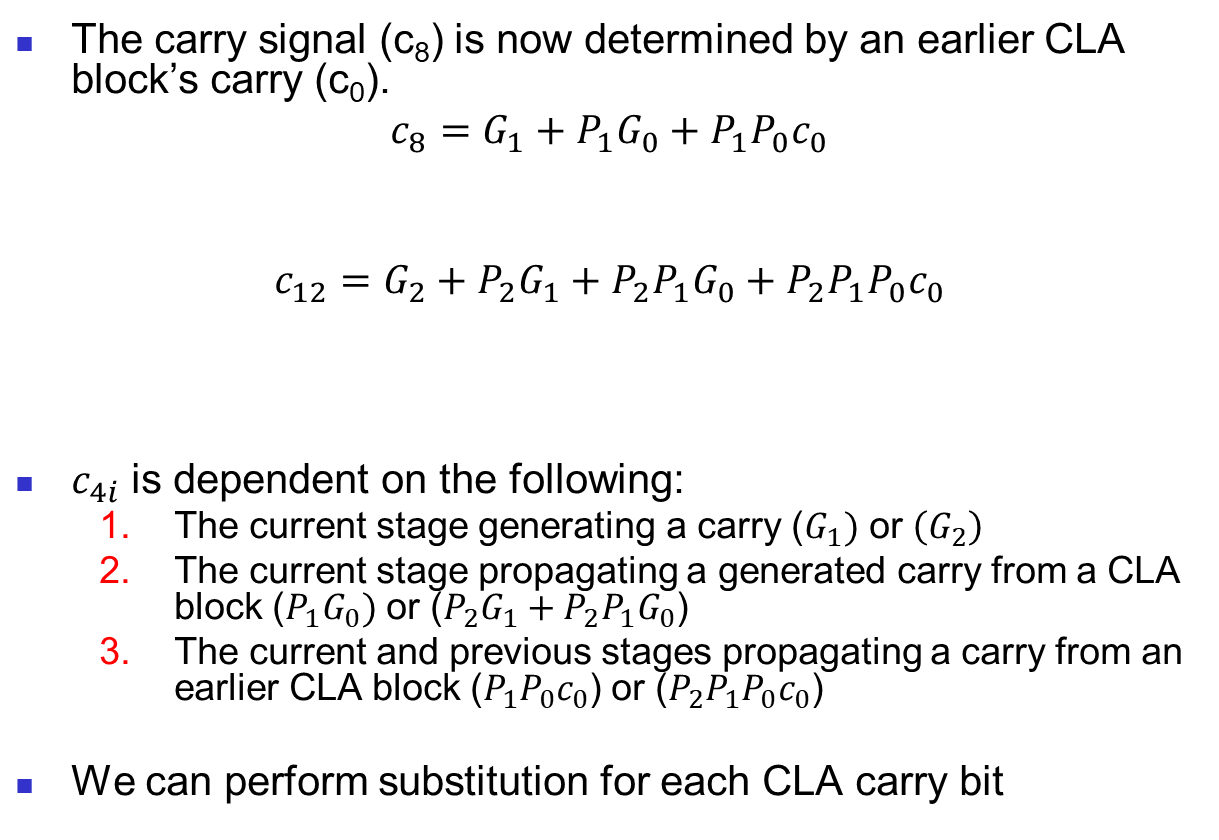 ▪ The carry signal (c₈) is now determined by an earlier CLA
block’s carry (c₀).
𝑐₈ = 𝐺₁ + 𝑃₁𝐺₀ + 𝑃₁𝑃₀𝑐₀
𝑐₁₂ = 𝐺₂ + 𝑃₂𝐺₁ + 𝑃₂𝑃₁𝐺₀ + 𝑃₂𝑃₁𝑃₀𝑐₀
▪ 𝑐₄ᵢ is dependent on the following:
1. The current stage generating a carry (𝐺₁) or (𝐺₂)
2. The current stage propagating a generated carry from a CLA
block (𝑃₁𝐺₀) or (𝑃₂𝐺₁ + 𝑃₂𝑃₁𝐺₀)
3. The current and previous stages propagating a carry from an
earlier CLA block (𝑃₁𝑃₀𝑐₀) or (𝑃₂𝑃₁𝑃₀𝑐₀)
▪ We can perform substitution for each CLA carry bit